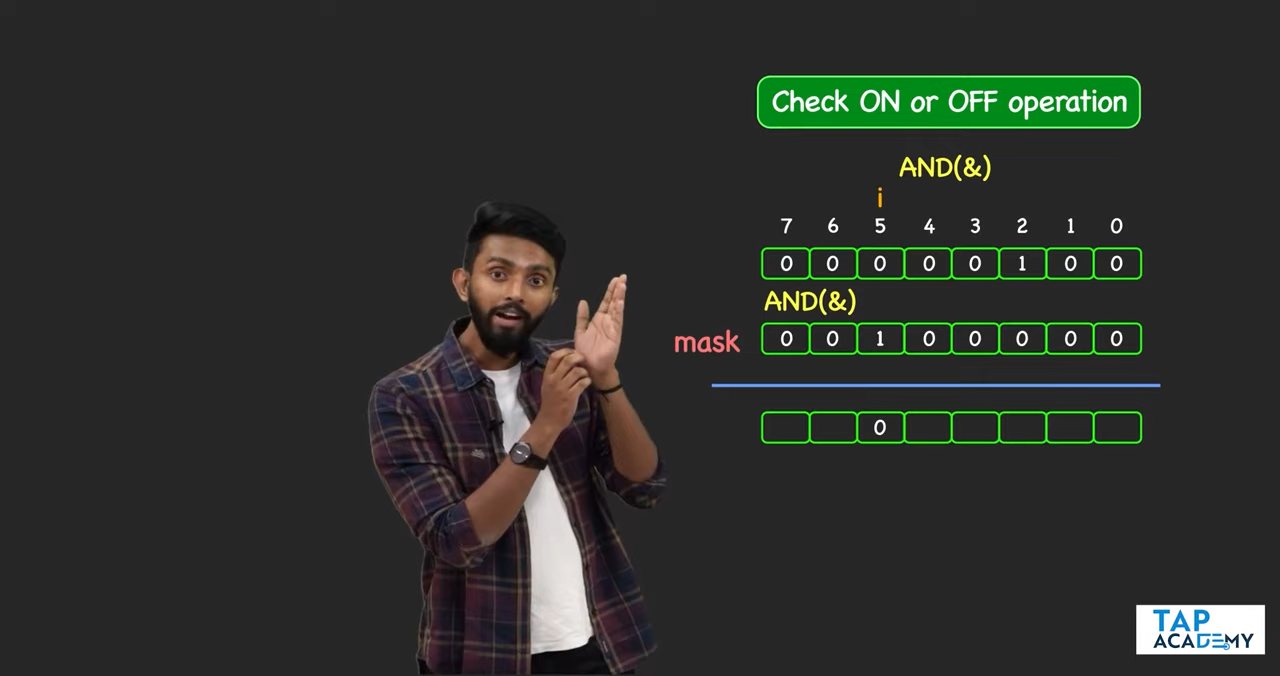 Check ON or OFF operation
AND(&)
i
7 6 5 4 3 2 1 0
0 0 0 0 0 1 0 0
AND(&)
mask 0 0 1 0 0 0 0 0
0
TAP
ACADEMY